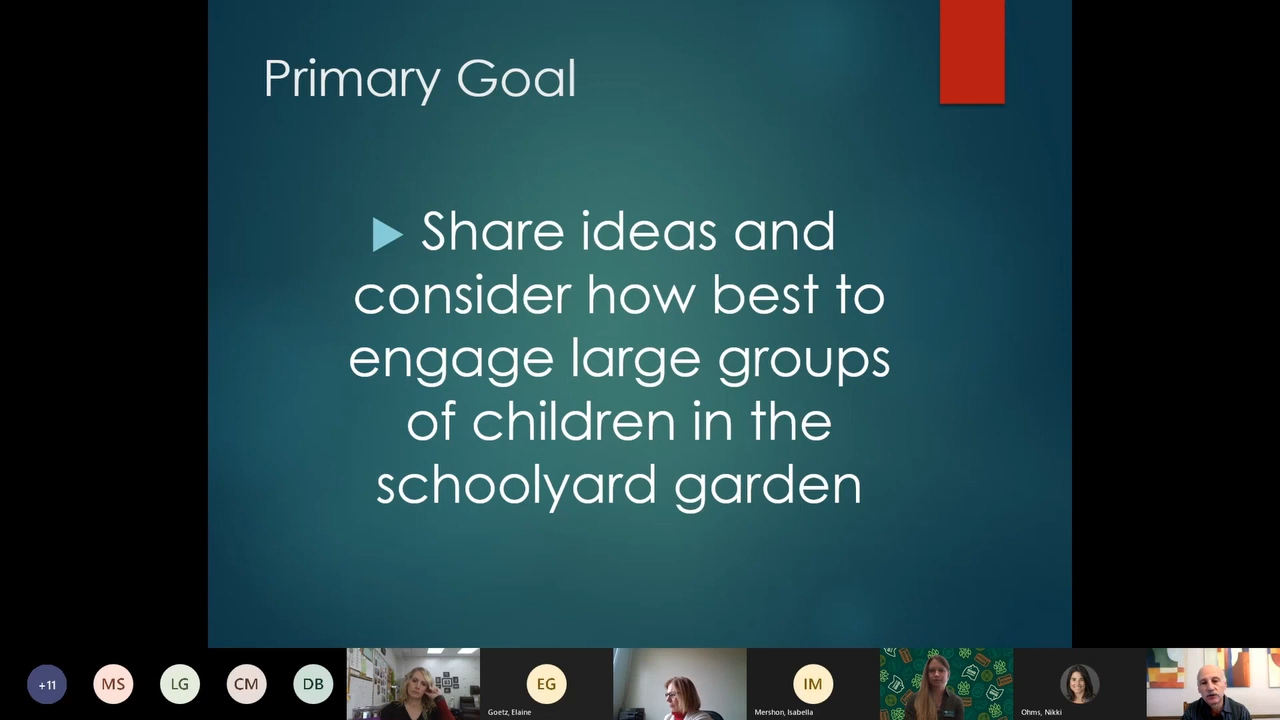 Primary Goal
Share ideas and
consider how best to
engage large groups
of children in the
schoolyard garden
+11
MS
LG
CM
DB
EG
Goetz, Elaine
IM
Mershon, Isabella
Ohms, Nikki